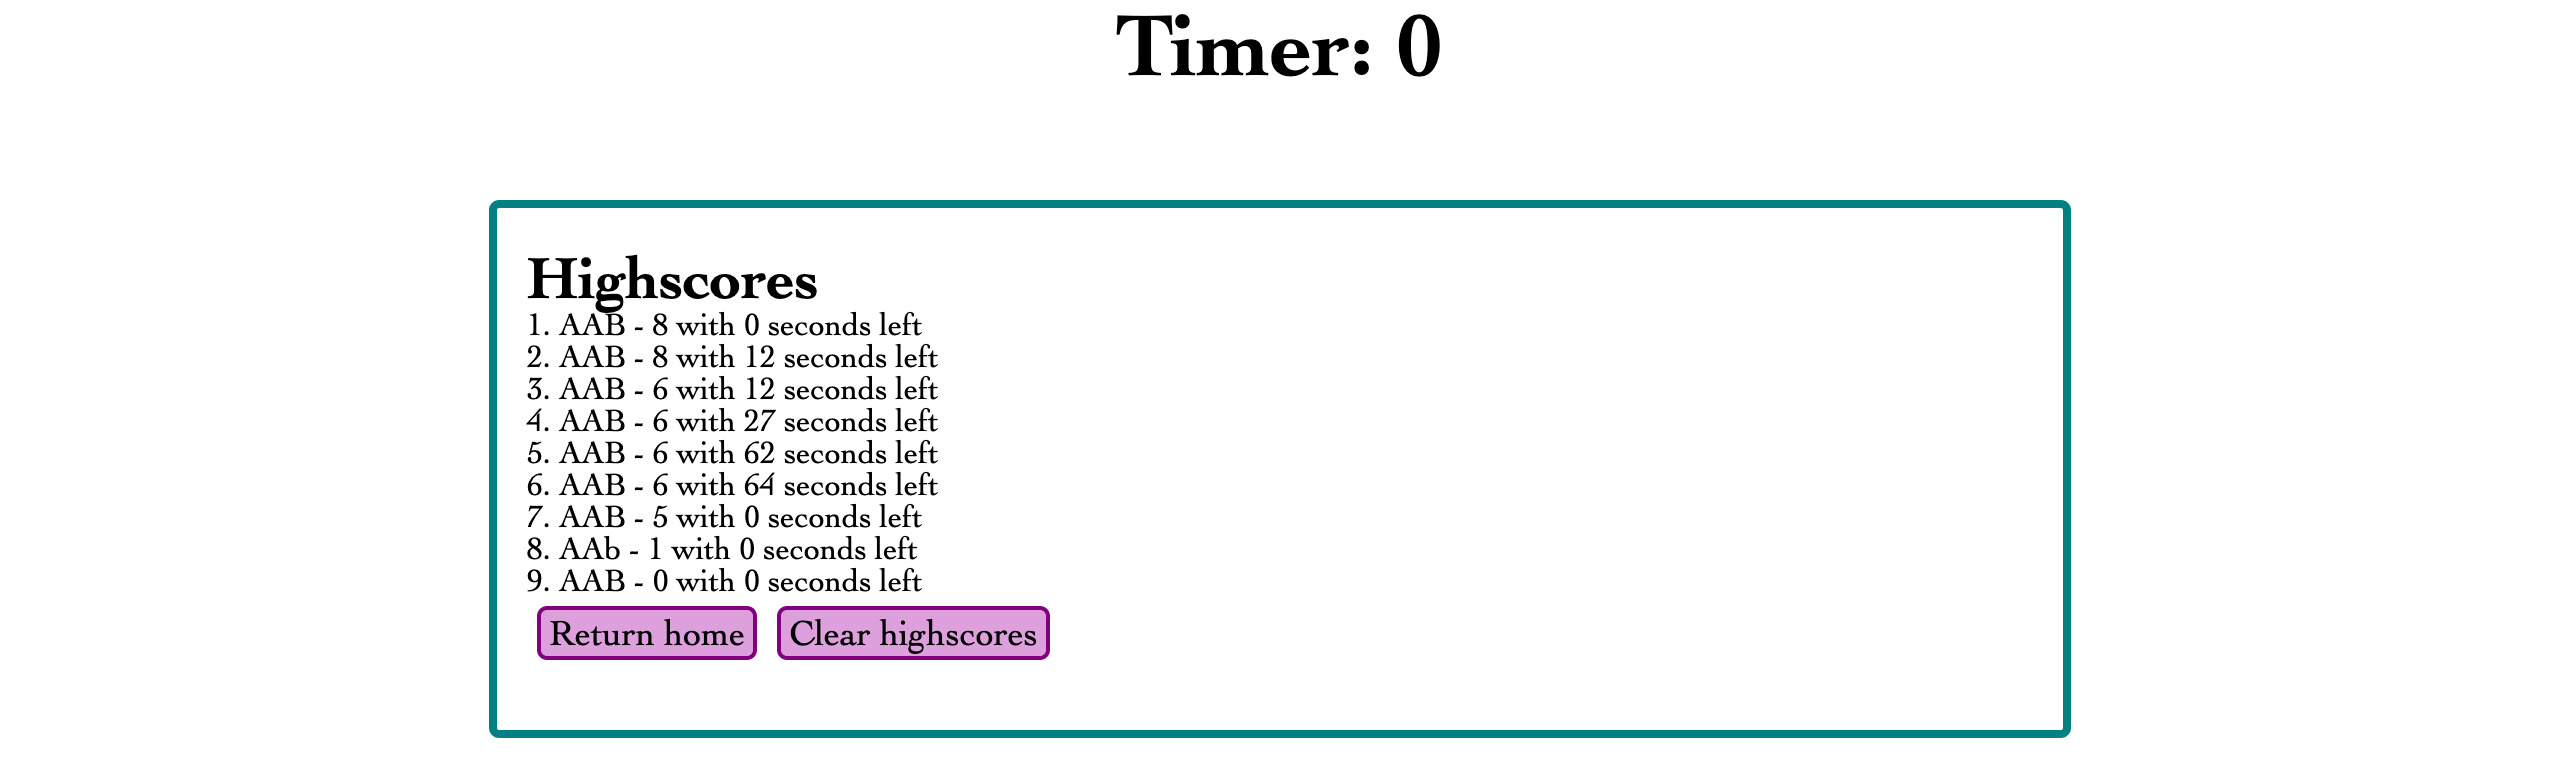 Timer: 0
Highscores
1. AAB - 8 with 0 seconds left
2. AAB - 8 with 12 seconds left
3. AAB - 6 with 12 seconds left
4. AAB - 6 with 27 seconds left
5. AAB - 6 with 62 seconds left
6. AAB - 6 with 64 seconds left
7. AAB - 5 with 0 seconds left
8. AAb - 1 with 0 seconds left
9. AAB - 0 with 0 seconds left
Return home Clear highscores